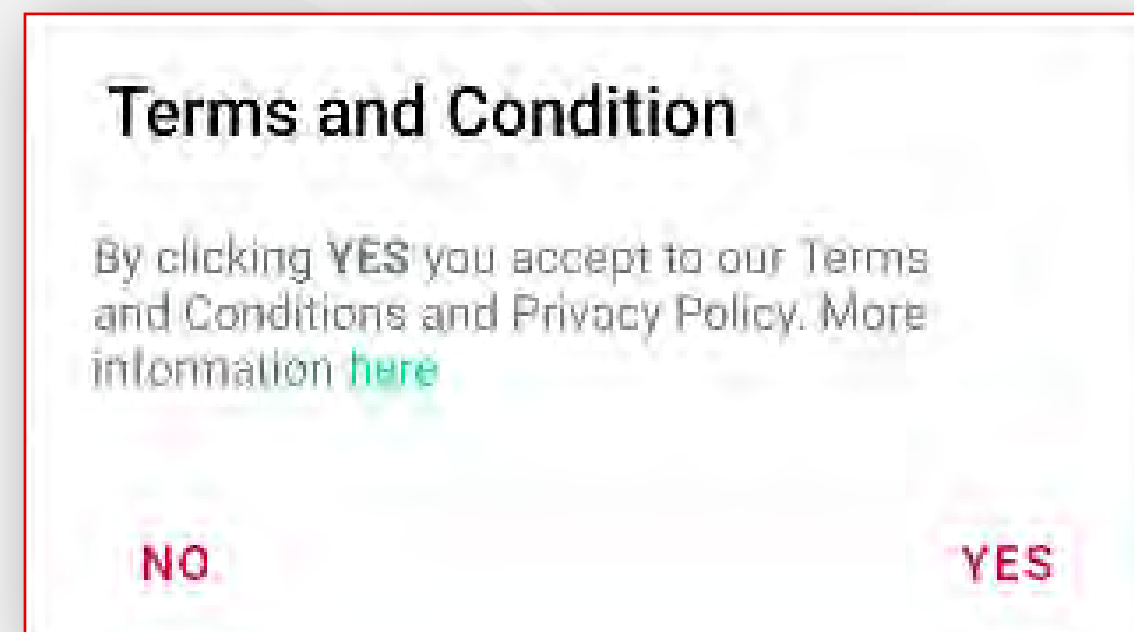 Terms and Condition
By clicking YES you accept to our Terms
and Conditions and Privacy Policy. More
information here
NO
YES